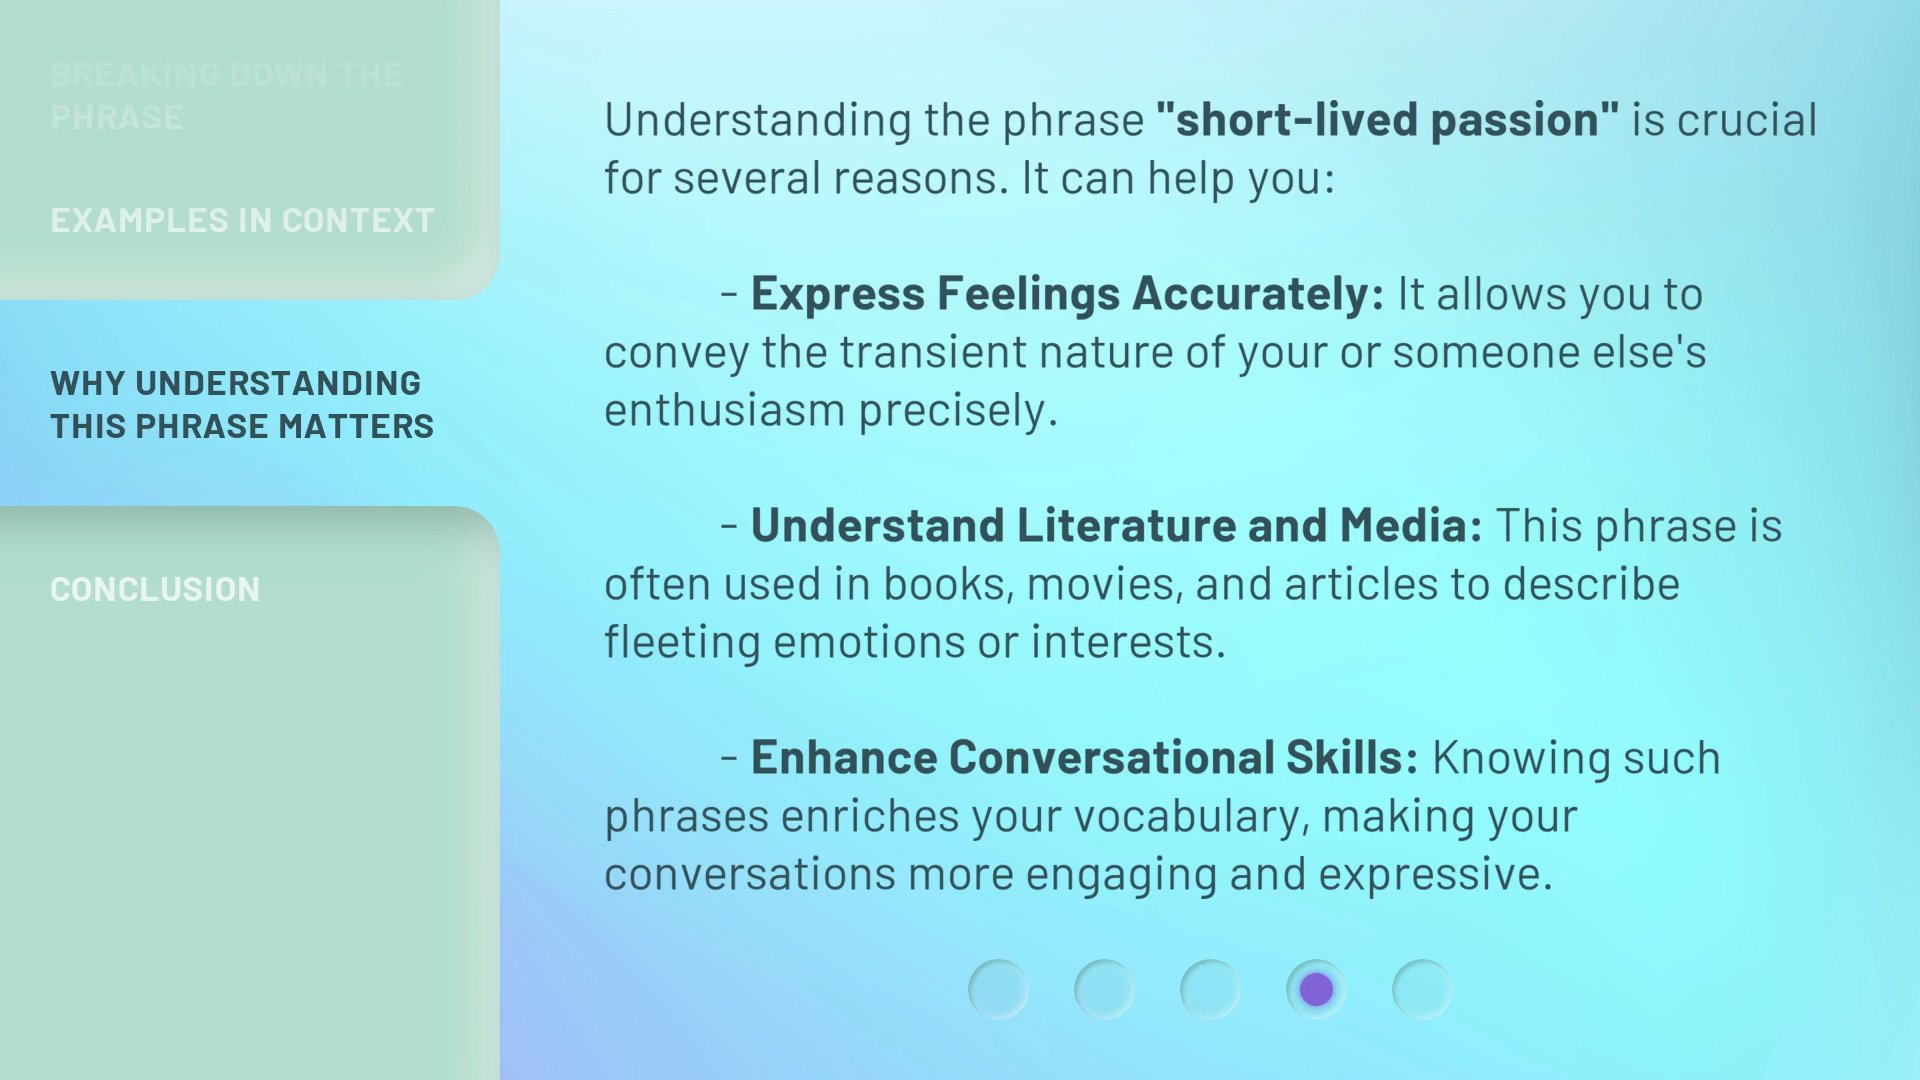 BREAKING DOWN THE
PHRASE
EXAMPLES IN CONTEXT
WHY UNDERSTANDING
THIS PHRASE MATTERS
CONCLUSION
Understanding the phrase "short-lived passion" is crucial
for several reasons. It can help you:
- Express Feelings Accurately: It allows you to
convey the transient nature of your or someone else's
enthusiasm precisely.
- Understand Literature and Media: This phrase is
often used in books, movies, and articles to describe
fleeting emotions or interests.
- Enhance Conversational Skills: Knowing such
phrases enriches your vocabulary, making your
conversations more engaging and expressive.